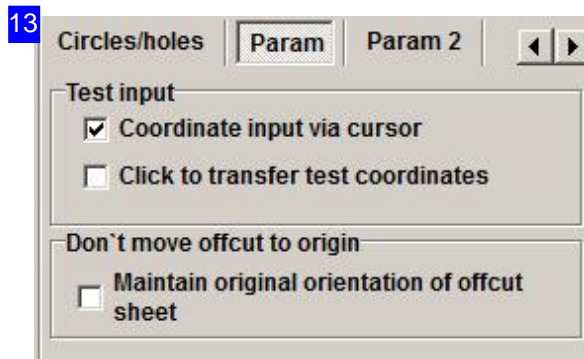 13
Circles/holes Param Param 2
Test input
Coordinate input via cursor
Click to transfer test coordinates
Don`t move offcut to origin
Maintain original orientation of offcut
sheet